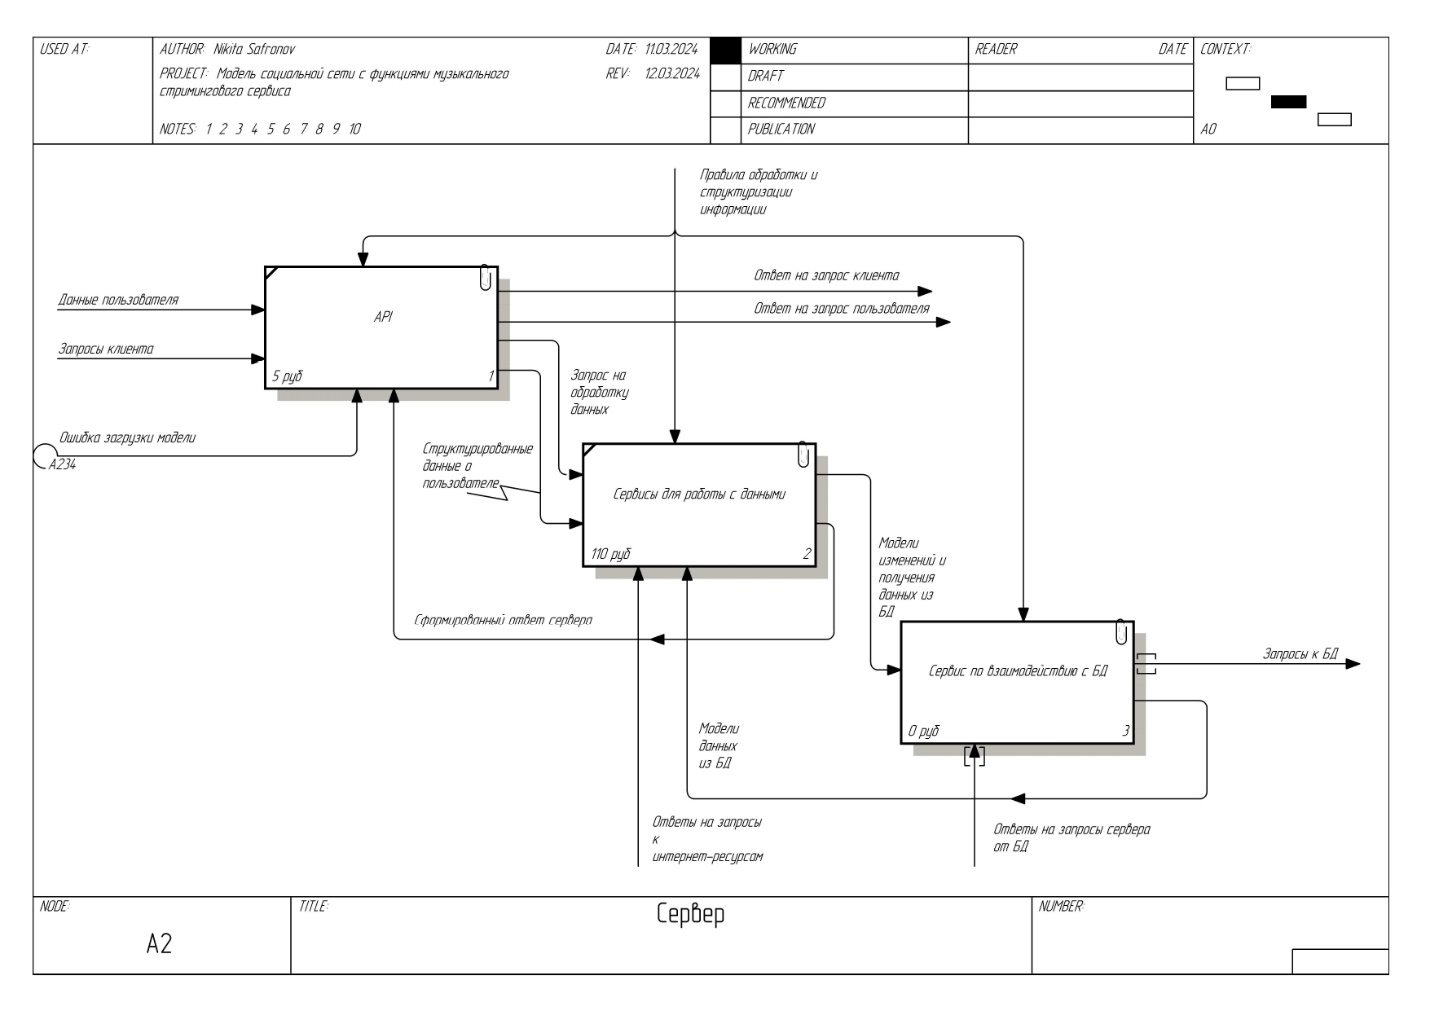 USED AT:
AUTHOR: Nikita Safronov
DATE: 11.03.2024
PROJECT: Модель социальной сети с функциями музыкального
стримингового сервиса
REV: 12.03.2024
NOTES: 1 2 3 4 5 6 7 8 9 10
WORKING
DRAFT
RECOMMENDED
PUBLICATION
READER
DATE
CONTEXT:
A0
Правила обработки и
структуризации
информации
Данные пользователя
Запросы клиента
API
5 руб
1
Ответ на запрос клиента
Ответ на запрос пользователя
Запрос на
обработку
данных
Ошибка загрузки модели
A234
Структурированные
данные о
пользователе
Сервисы для работы с данными
110 руб
2
Модели
изменений и
получения
данных из
БД
Сформированный ответ сервера
Сервис по взаимодействию с БД
0 руб
3
Запросы к БД
Модели
данных
из БД
Ответы на запросы
к
интернет-ресурсам
Ответы на запросы сервера
от БД
NODE:
A2
TITLE:
Сервер
NUMBER: